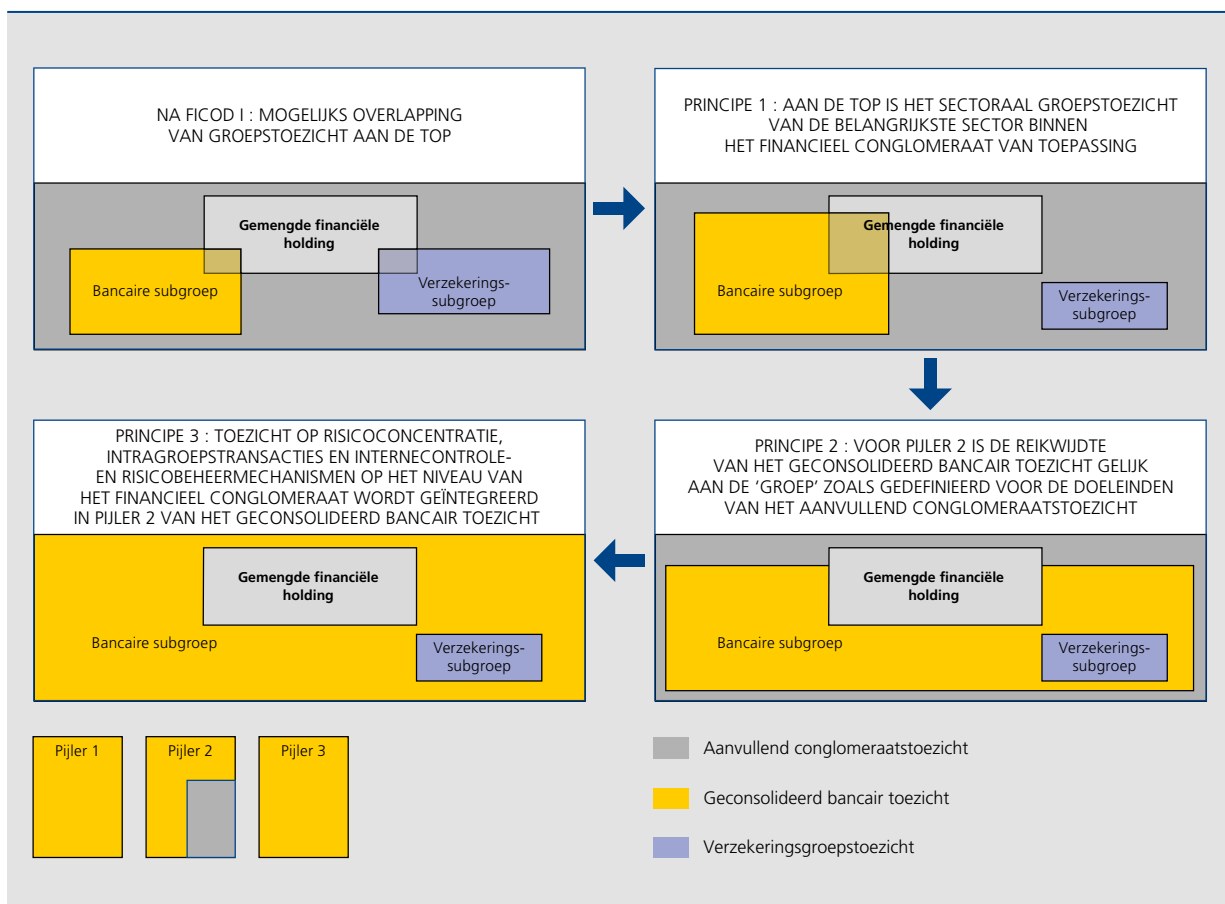 NA FICOD I : MOGELIJKS OVERLAPPING
VAN GROEPSTOEZICHT AAN DE TOP
Gemengde financiële
holding
Bancaire subgroep
Verzekerings-
subgroep
PRINCIPE 1 : AAN DE TOP IS HET SECTORAAL GROEPSTOEZICHT
VAN DE BELANGRIJKSTE SECTOR BINNEN
HET FINANCIEEL CONGLOMERAAT VAN TOEPASSING
Gemengde financiële
holding
Bancaire subgroep
Verzekerings-
subgroep
PRINCIPE 2 : VOOR PIJLER 2 IS DE REIKWIJDTE
VAN HET GECONSOLIDEERD BANCAIR TOEZICHT GELIJK
AAN DE ‘GROEP’ ZOALS GEDEFINIEERD VOOR DE DOELEINDEN
VAN HET AANVULLEND CONGLOMERAATSTOEZICHT
Gemengde financiële
holding
Bancaire subgroep
Verzekerings-
subgroep
PRINCIPE 3 : TOEZICHT OP RISICOCONCENTRATIE,
INTRAGROEPSTRANSACTIES EN INTERNECONTROLE-
EN RISICOBEHEERMECHANISMEN OP HET NIVEAU VAN
HET FINANCIEEL CONGLOMERAAT WORDT GEÏNTEGREERD
IN PIJLER 2 VAN HET GECONSOLIDEERD BANCAIR TOEZICHT
Gemengde financiële
holding
Bancaire subgroep
Verzekerings-
subgroep
Pijler 1
Pijler 2
Pijler 3
Aanvullend conglomeraatstoezicht
Geconsolideerd bancair toezicht
Verzekeringsgroepstoezicht